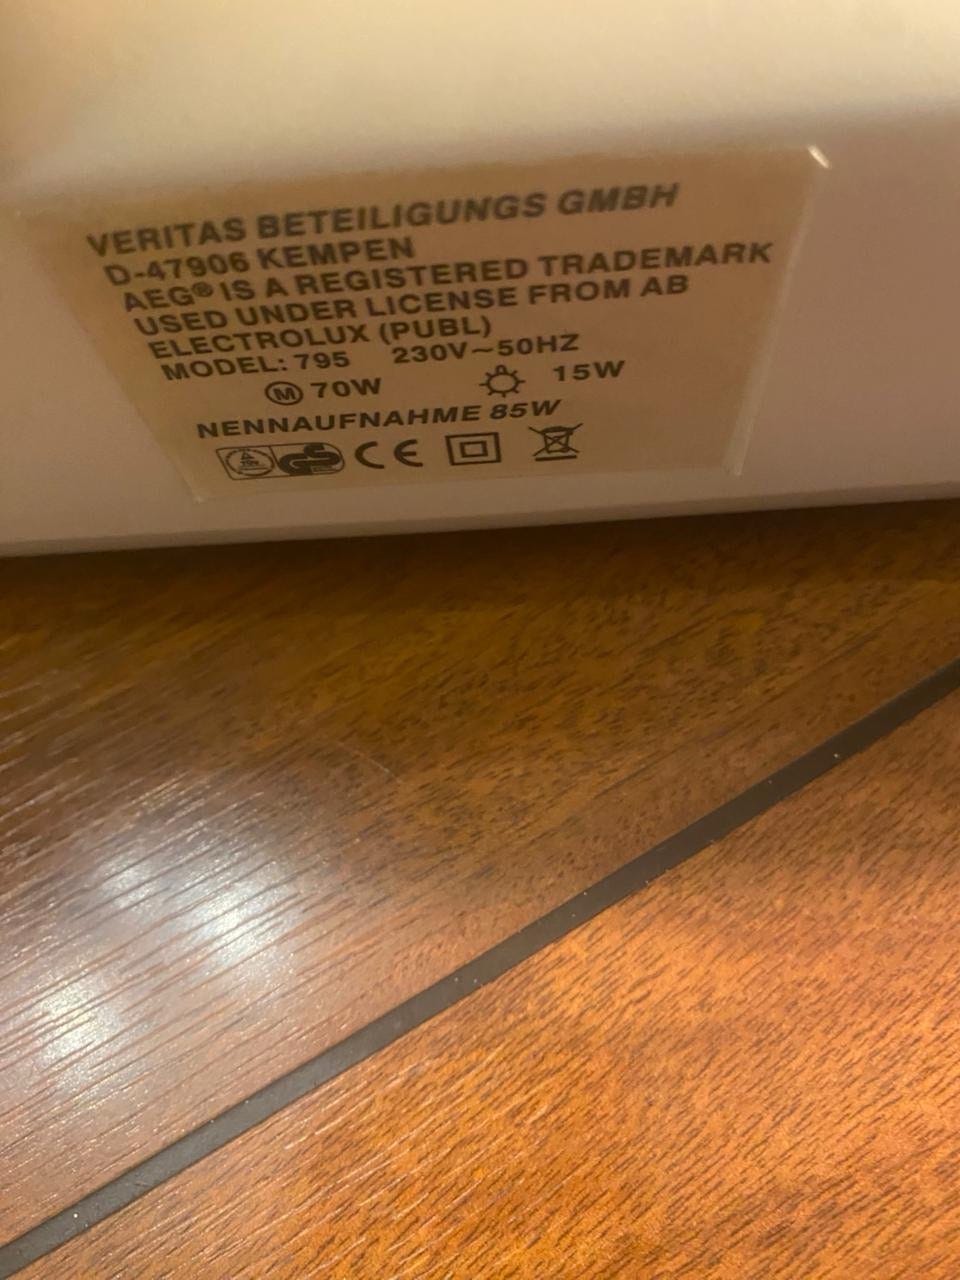 VERITAS BETEILIGUNGS GMBH
D-47906 KEMPEN
AEG® IS A REGISTERED TRADEMARK
USED UNDER LICENSE FROM AB
ELECTROLUX (PUBL)
MODEL: 795 230V~50HZ
M 70W 15W
NENNAUFNAHME 85W
GS CE